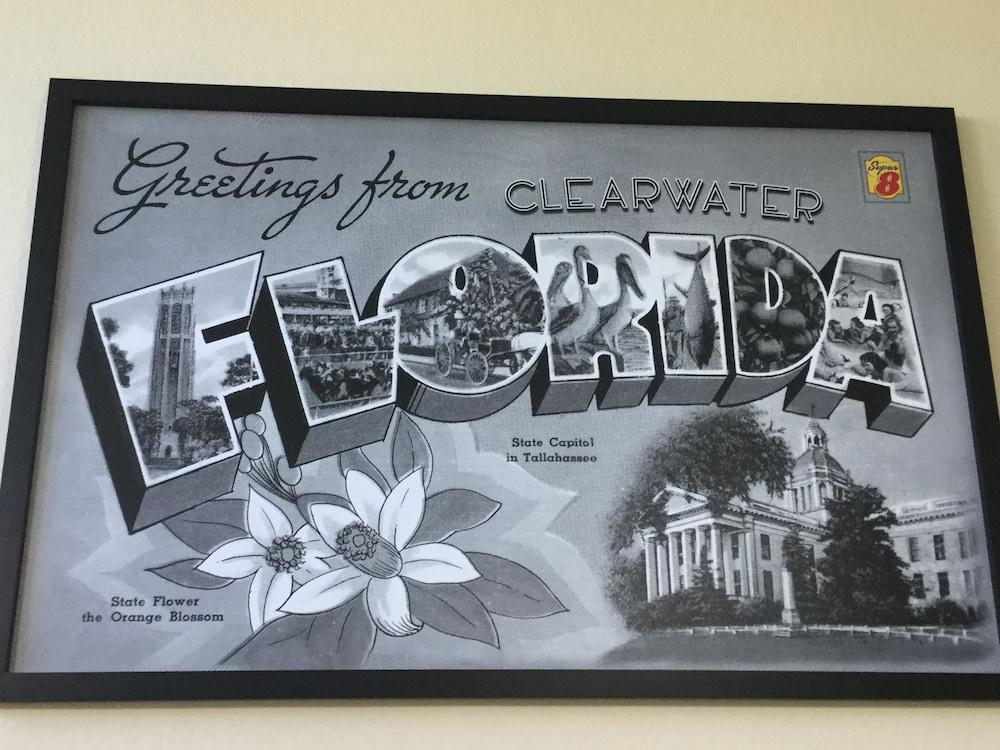 Greetings from CLEARWATER
Super 8
FLORIDA
State Capitol
in Tallahassee
State Flower
the Orange Blossom